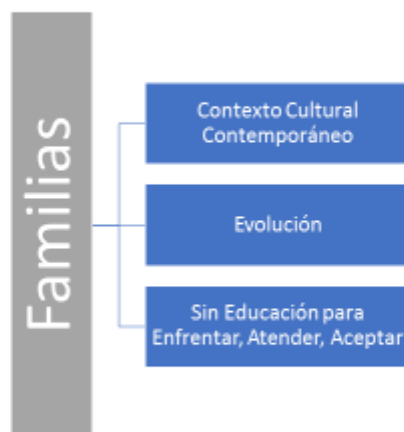 Familias
Contexto Cultural
Contemporáneo
Evolución
Sin Educación para
Enfrentar, Atender, Aceptar